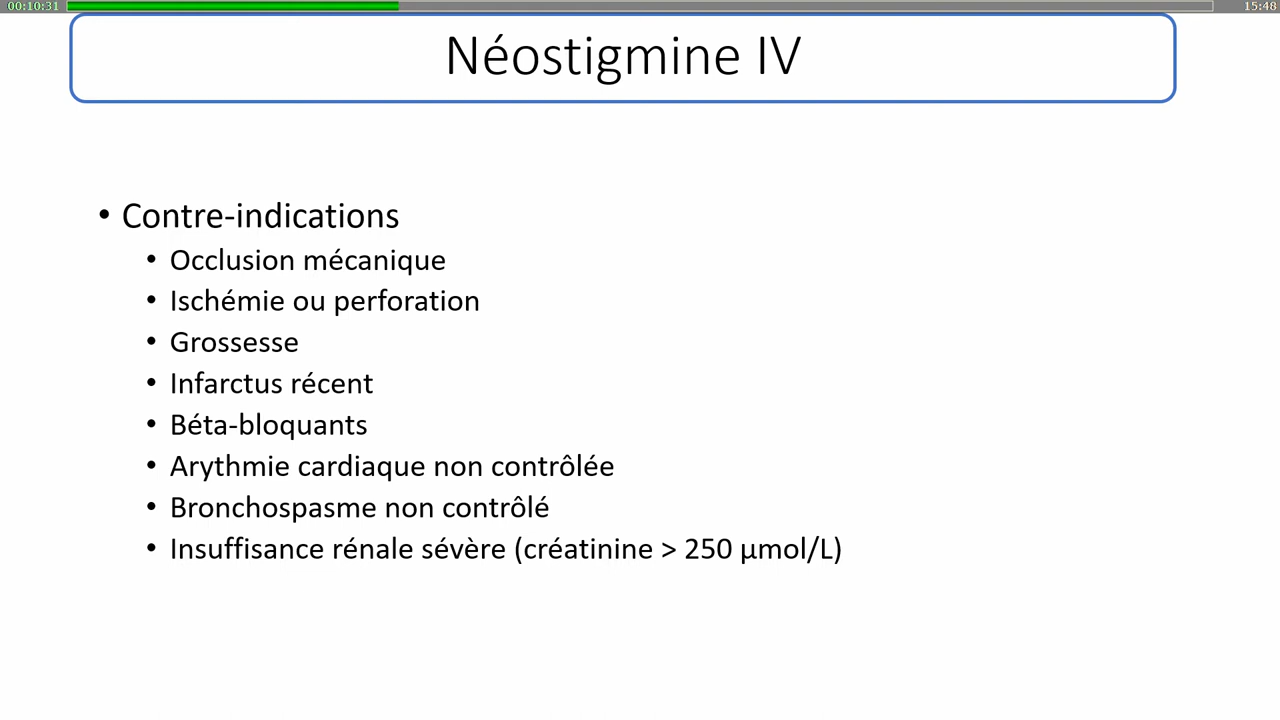 00:10:31 15:48
Néostigmine IV
• Contre-indications
• Occlusion mécanique
• Ischémie ou perforation
• Grossesse
• Infarctus récent
• Béta-bloquants
• Arythmie cardiaque non contrôlée
• Bronchospasme non contrôlé
• Insuffisance rénale sévère (créatinine > 250 µmol/L)